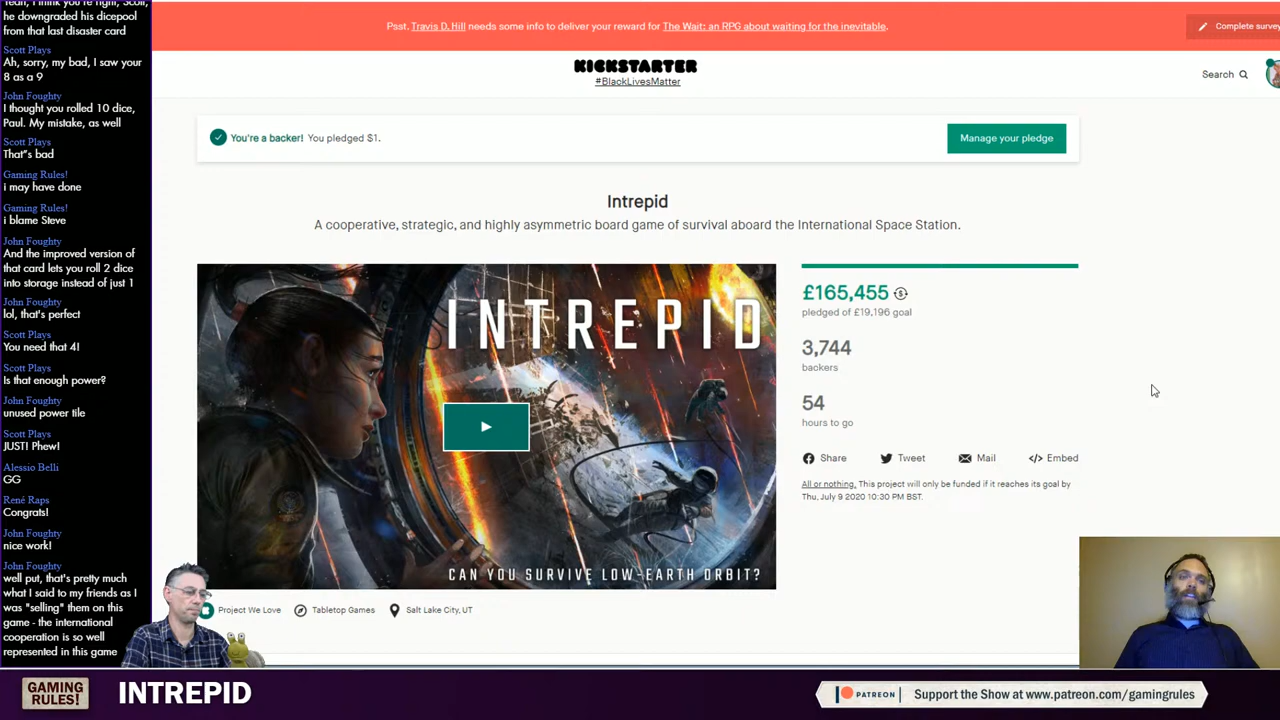 Yeah, I think you're right, Scott,
he downgraded his dicepool
from that last disaster card
Scott Plays
Ah, sorry, my bad, I saw your
8 as a 9
John Foughty
I thought you rolled 10 dice,
Paul. My mistake, as well
Scott Plays
That"s bad
Gaming Rules!
i may have done
Gaming Rules!
i blame Steve
John Foughty
And the improved version of
that card lets you roll 2 dice
into storage instead of just 1
John Foughty
lol, that's perfect
Scott Plays
You need that 4!
Scott Plays
Is that enough power?
John Foughty
unused power tile
Scott Plays
JUST! Phew!
Alessio Belli
GG
René Raps
Congrats!
John Foughty
nice work!
John Foughty
well put, that's pretty much
what I said to my friends as I
was "selling" them on this
game - the international
cooperation is so well
represented in this game
Psst. Travis D. Hill needs some info to deliver your reward for The Wait: an RPG about waiting for the inevitable.
Complete survey
KICKSTARTER
#BlackLivesMatter
Search
You're a backer! You pledged $1.
Manage your pledge
Intrepid
A cooperative, strategic, and highly asymmetric board game of survival aboard the International Space Station.
INTREPID
CAN YOU SURVIVE LOW-EARTH ORBIT?
£165,455
pledged of £19,196 goal
3,744
backers
54
hours to go
Share Tweet Mail Embed
All or nothing. This project will only be funded if it reaches its goal by
Thu, July 9 2020 10:30 PM BST.
Project We Love Tabletop Games Salt Lake City, UT
GAMING
RULES!
INTREPID
PATREON Support the Show at www.patreon.com/gamingrules